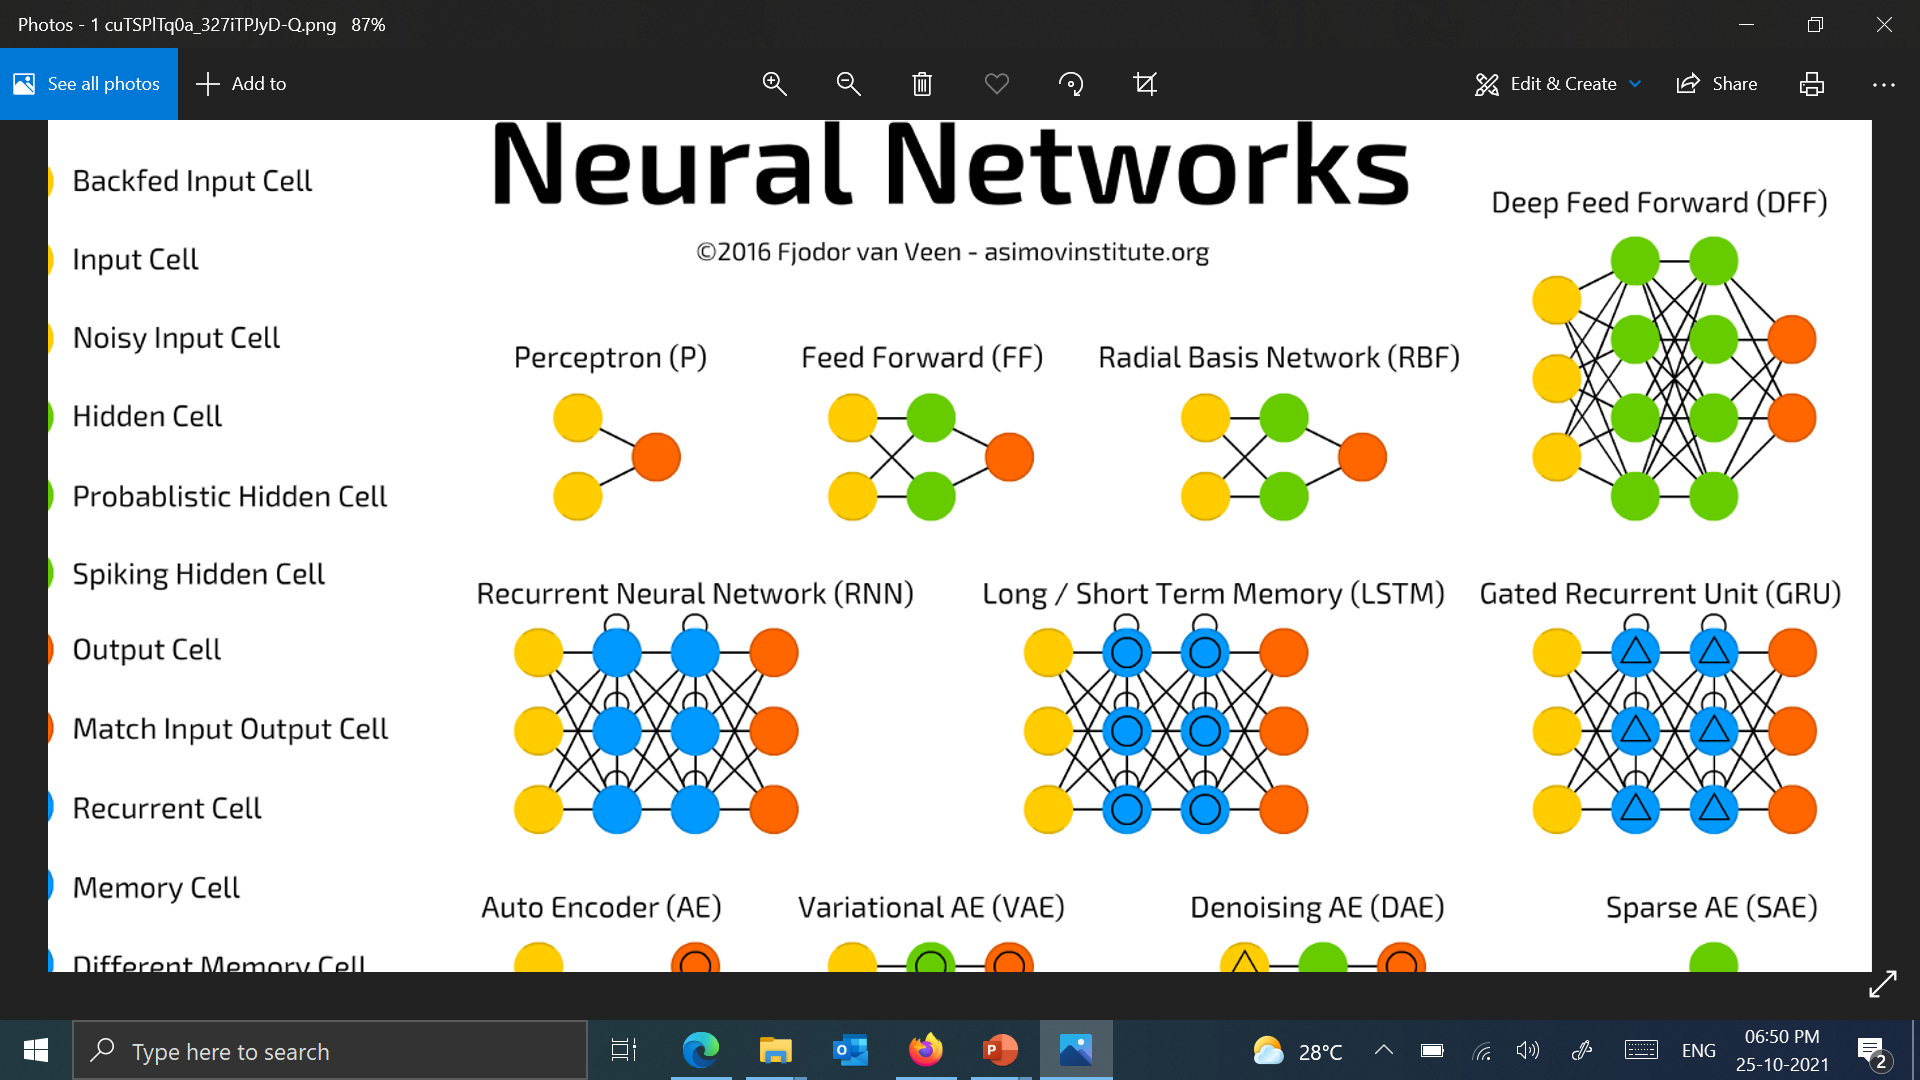 Photos - 1 cuTSPlTq0a_327iTPJyD-Q.png 87%
See all photos
Add to
Edit & Create
Share
Neural Networks
©2016 Fjodor van Veen - asimovinstitute.org
Backfed Input Cell
Input Cell
Noisy Input Cell
Hidden Cell
Probablistic Hidden Cell
Spiking Hidden Cell
Output Cell
Match Input Output Cell
Recurrent Cell
Memory Cell
Different Memory Cell
Deep Feed Forward (DFF)
Perceptron (P)
Feed Forward (FF)
Radial Basis Network (RBF)
Recurrent Neural Network (RNN)
Long / Short Term Memory (LSTM)
Gated Recurrent Unit (GRU)
Auto Encoder (AE)
Variational AE (VAE)
Denoising AE (DAE)
Sparse AE (SAE)
Type here to search
P
28°C
ENG
06:50 PM
25-10-2021
2